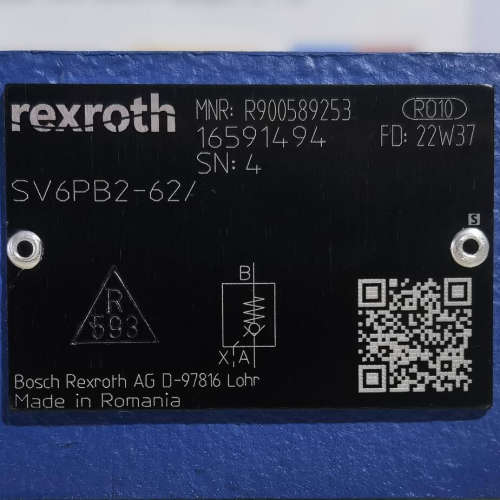 rexroth
MNR: R900589253
RO10
16591494
FD: 22W37
SN: 4
SV6PB2-62/
S
R
593
B
X A
Bosch Rexroth AG D-97816 Lohr
Made in Romania